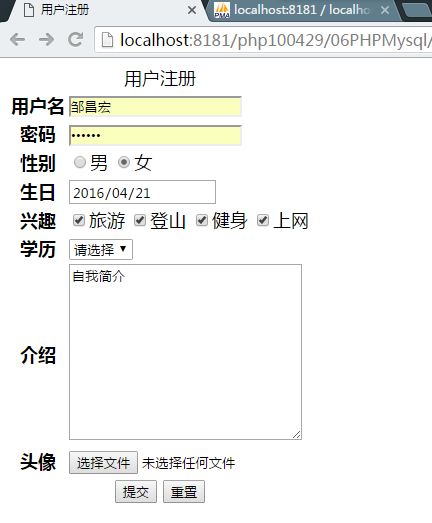 用户注册
localhost:8181 / localho
localhost:8181/php100429/06PHPMysql/
用户注册
用户名 邹昌宏
密码 ••••••
性别 男 女
生日 2016/04/21
兴趣 旅游 登山 健身 上网
学历 请选择
自我简介
介绍
头像 选择文件 未选择任何文件
提交 重置